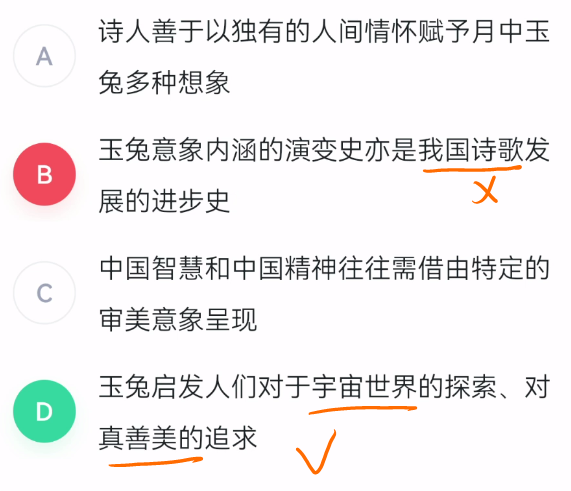 A
诗人善于以独有的人间情怀赋予月中玉
兔多种想象
B
玉兔意象内涵的演变史亦是我国诗歌发
展的进步史
C
中国智慧和中国精神往往需借由特定的
审美意象呈现
D
玉兔启发人们对于宇宙世界的探索、对
真善美的追求